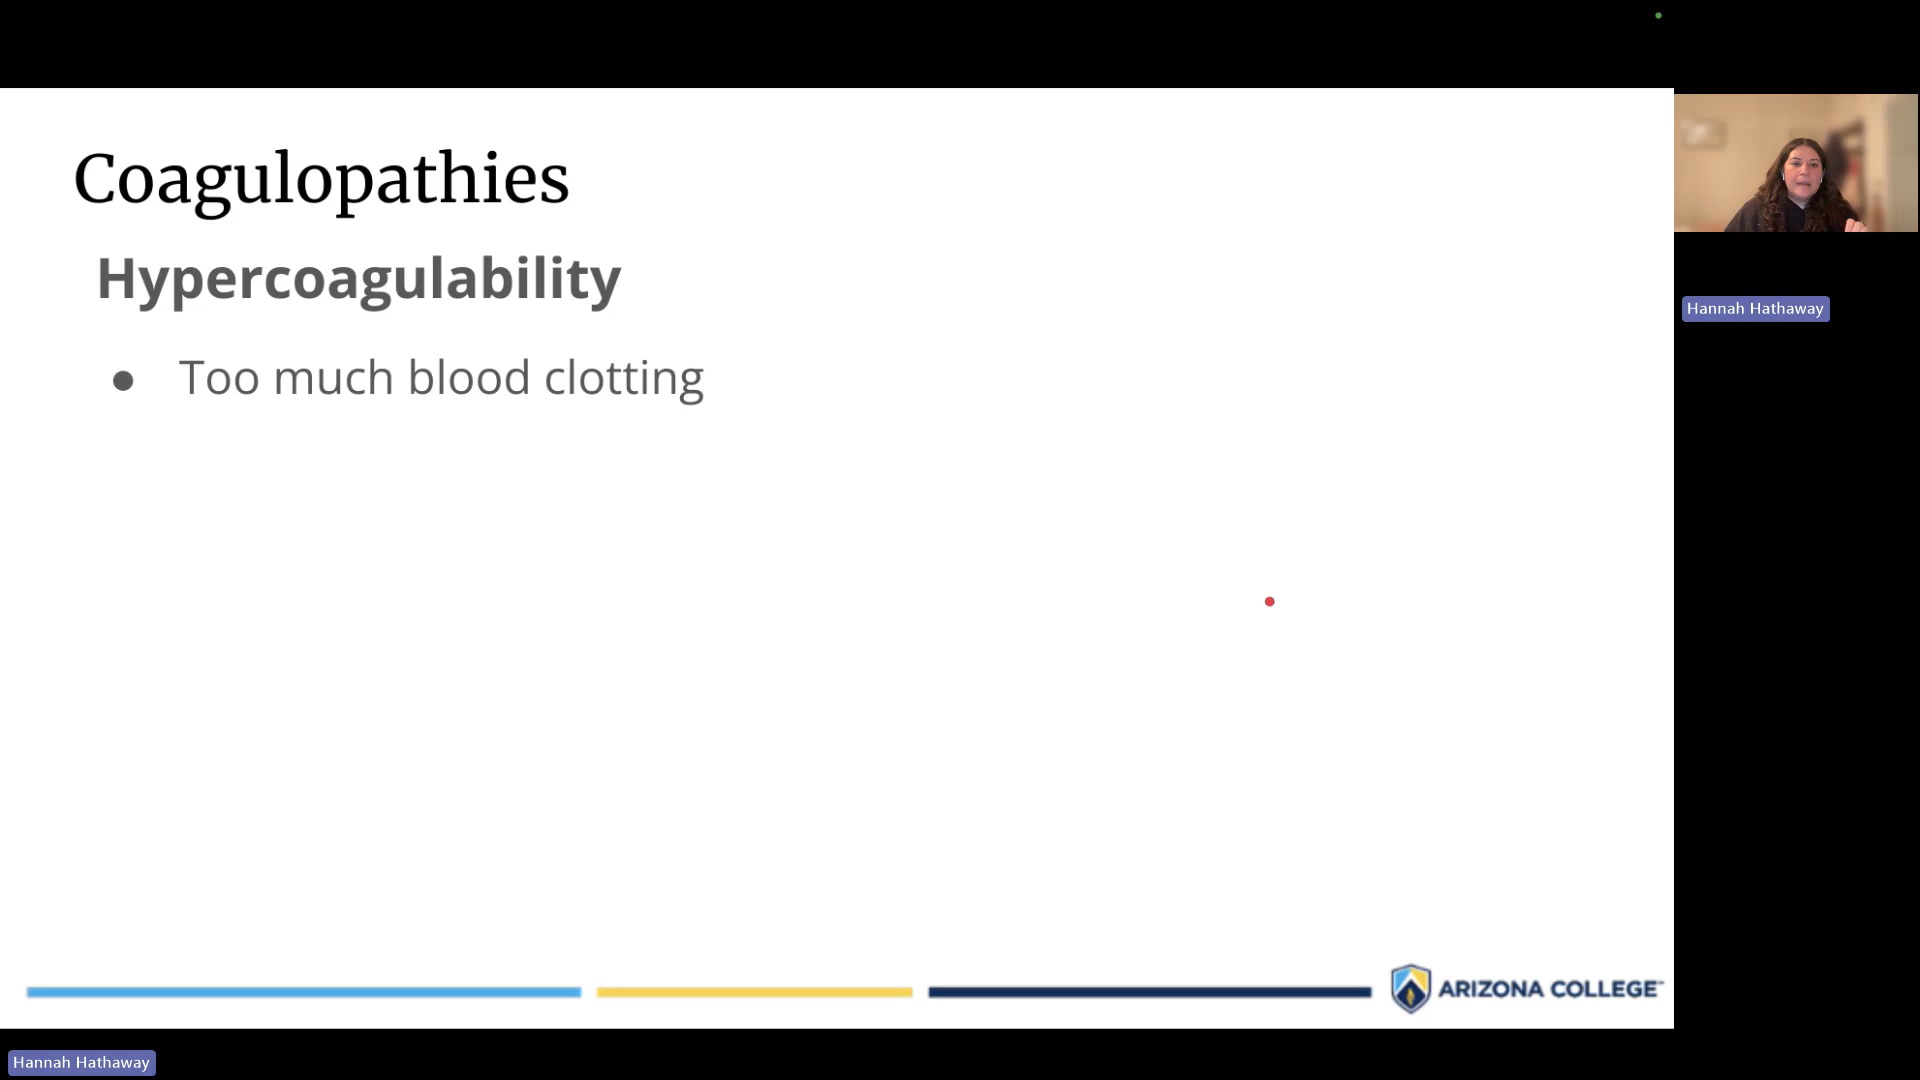 Coagulopathies
Hypercoagulability
● Too much blood clotting
Hannah Hathaway
ARIZONA COLLEGE
Hannah Hathaway